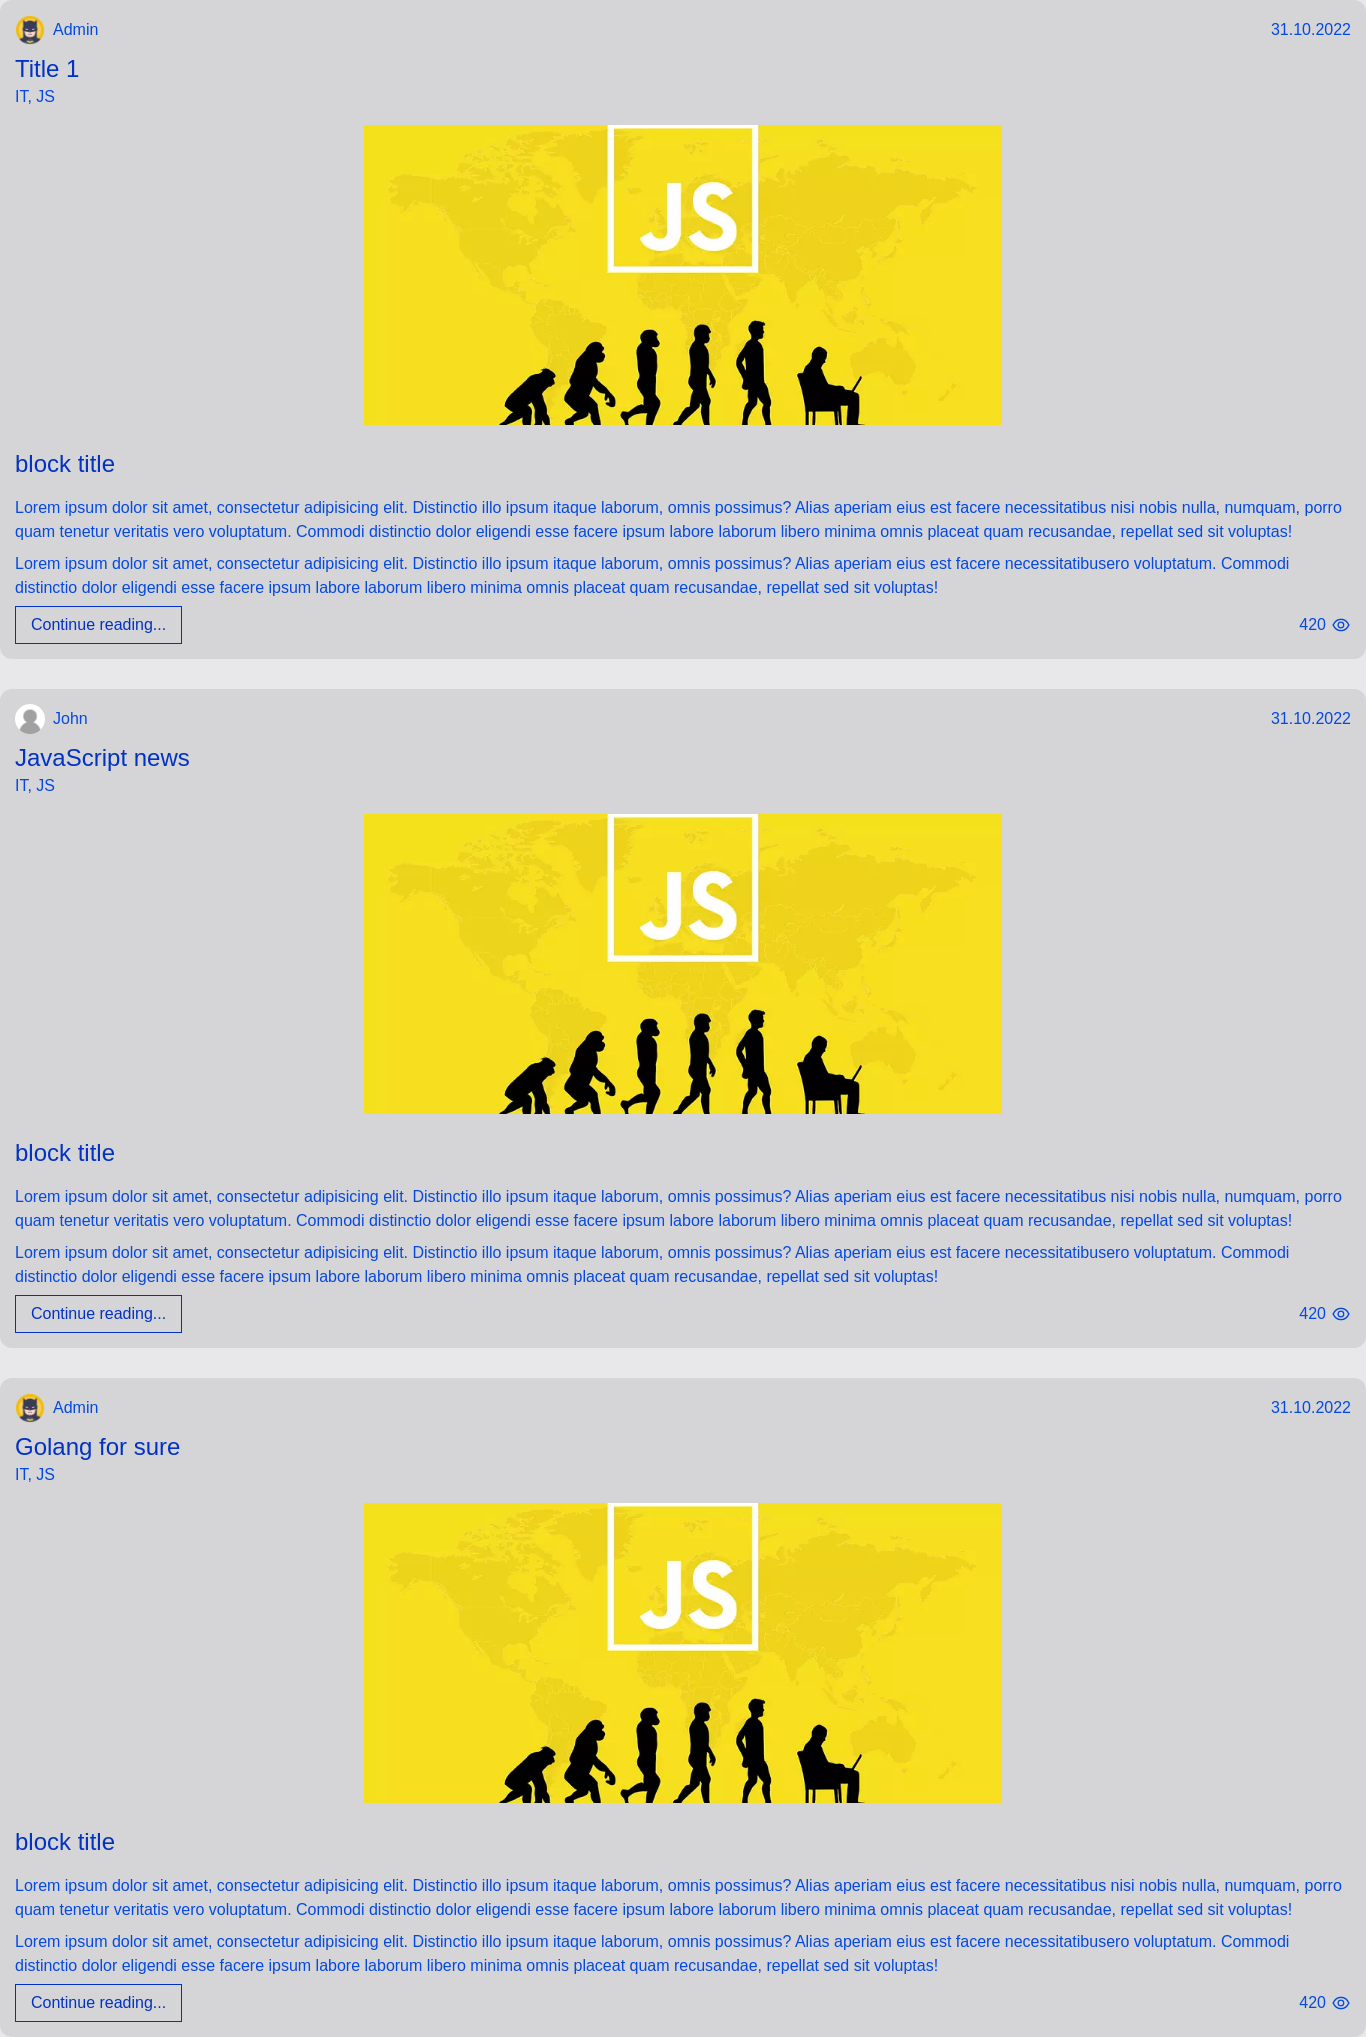 Admin
31.10.2022
Title 1
IT, JS
JS
block title
Lorem ipsum dolor sit amet, consectetur adipisicing elit. Distinctio illo ipsum itaque laborum, omnis possimus? Alias aperiam eius est facere necessitatibus nisi nobis nulla, numquam, porro
quam tenetur veritatis vero voluptatum. Commodi distinctio dolor eligendi esse facere ipsum labore laborum libero minima omnis placeat quam recusandae, repellat sed sit voluptas!
Lorem ipsum dolor sit amet, consectetur adipisicing elit. Distinctio illo ipsum itaque laborum, omnis possimus? Alias aperiam eius est facere necessitatibusero voluptatum. Commodi
distinctio dolor eligendi esse facere ipsum labore laborum libero minima omnis placeat quam recusandae, repellat sed sit voluptas!
Continue reading...
420
John
31.10.2022
JavaScript news
IT, JS
JS
block title
Lorem ipsum dolor sit amet, consectetur adipisicing elit. Distinctio illo ipsum itaque laborum, omnis possimus? Alias aperiam eius est facere necessitatibus nisi nobis nulla, numquam, porro
quam tenetur veritatis vero voluptatum. Commodi distinctio dolor eligendi esse facere ipsum labore laborum libero minima omnis placeat quam recusandae, repellat sed sit voluptas!
Lorem ipsum dolor sit amet, consectetur adipisicing elit. Distinctio illo ipsum itaque laborum, omnis possimus? Alias aperiam eius est facere necessitatibusero voluptatum. Commodi
distinctio dolor eligendi esse facere ipsum labore laborum libero minima omnis placeat quam recusandae, repellat sed sit voluptas!
Continue reading...
420
Admin
31.10.2022
Golang for sure
IT, JS
JS
block title
Lorem ipsum dolor sit amet, consectetur adipisicing elit. Distinctio illo ipsum itaque laborum, omnis possimus? Alias aperiam eius est facere necessitatibus nisi nobis nulla, numquam, porro
quam tenetur veritatis vero voluptatum. Commodi distinctio dolor eligendi esse facere ipsum labore laborum libero minima omnis placeat quam recusandae, repellat sed sit voluptas!
Lorem ipsum dolor sit amet, consectetur adipisicing elit. Distinctio illo ipsum itaque laborum, omnis possimus? Alias aperiam eius est facere necessitatibusero voluptatum. Commodi
distinctio dolor eligendi esse facere ipsum labore laborum libero minima omnis placeat quam recusandae, repellat sed sit voluptas!
Continue reading...
420